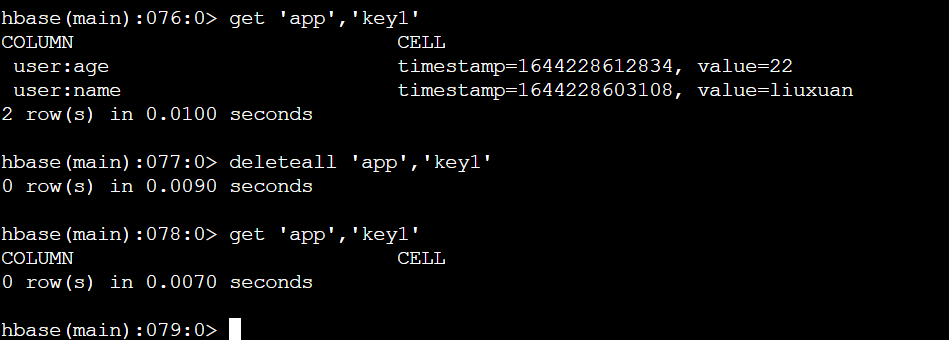 hbase(main):076:0> get 'app','key1'
COLUMN CELL
user:age timestamp=1644228612834, value=22
user:name timestamp=1644228603108, value=liuxuan
2 row(s) in 0.0100 seconds
hbase(main):077:0> deleteall 'app','key1'
0 row(s) in 0.0090 seconds
hbase(main):078:0> get 'app','key1'
COLUMN CELL
0 row(s) in 0.0070 seconds
hbase(main):079:0>